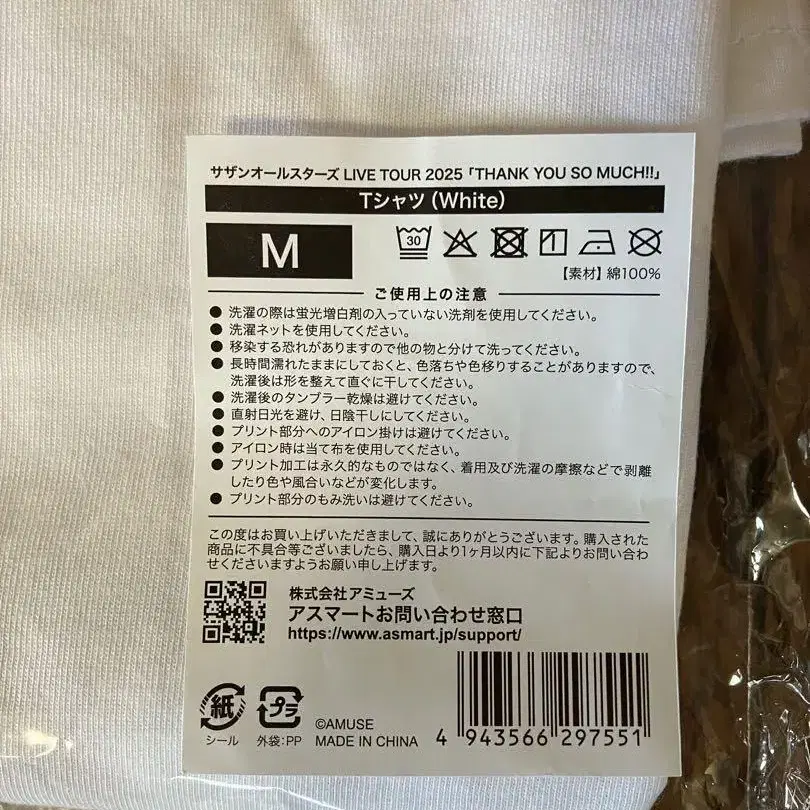 サザンオールスターズ LIVE TOUR 2025 「THANK YOU SO MUCH!!」
Tシャツ (White)
M
30
【素材】 綿100%
ご使用上の注意
● 洗濯の際は蛍光増白剤の入っていない洗剤を使用してください。
● 洗濯ネットを使用してください。
● 移染する恐れがありますので他の物と分けて洗ってください。
● 長時間濡れたままにしておくと、色落ちや色移りすることがありますので、
洗濯後は形を整えて直ぐに干してください。
● 洗濯後のタンブラー乾燥は避けてください。
● 直射日光を避け、日陰干しにしてください。
● プリント部分へのアイロン掛けは避けてください。
● アイロン時は当て布を使用してください。
● プリント加工は永久的なものではなく、着用及び洗濯の摩擦などで剥離
したり色や風合いなどが変化します。
● プリント部分のもみ洗いは避けてください。
この度はお買い上げいただきまして、誠にありがとうございます。購入された
商品に不具合等ございましたら、購入日より1ヶ月以内に下記よりお問い合わ
せくださいますようお願い申し上げます。
株式会社アミューズ
アスマートお問い合わせ窓口
https://www.asmart.jp/support/
紙
シール
プラ
外袋:PP
©AMUSE
MADE IN CHINA
4 943566 297551